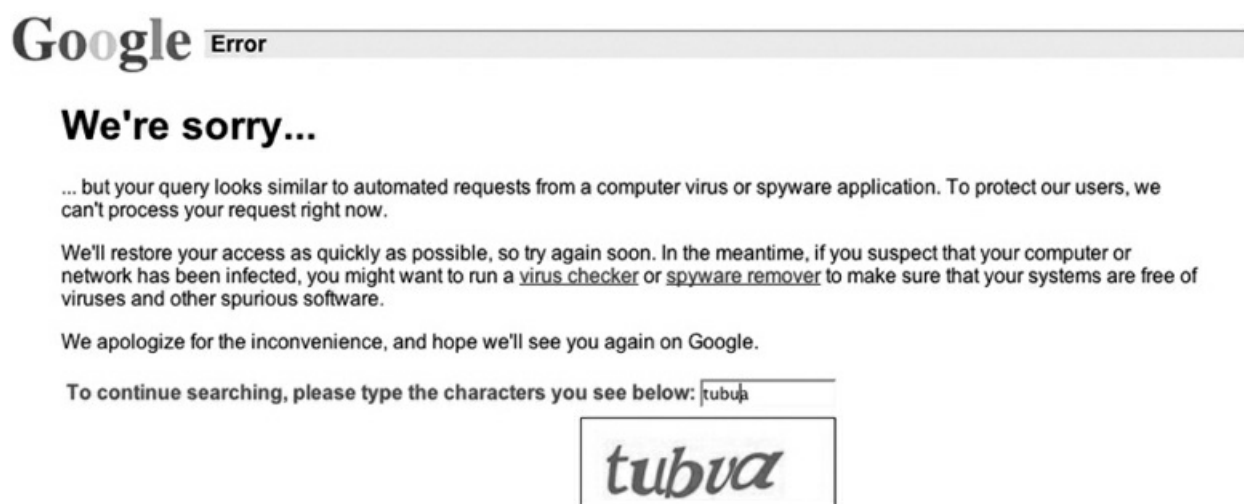 Google Error
We're sorry...
... but your query looks similar to automated requests from a computer virus or spyware application. To protect our users, we
can't process your request right now.
We'll restore your access as quickly as possible, so try again soon. In the meantime, if you suspect that your computer or
network has been infected, you might want to run a virus checker or spyware remover to make sure that your systems are free of
viruses and other spurious software.
We apologize for the inconvenience, and hope we'll see you again on Google.
To continue searching, please type the characters you see below: tubua
tubva